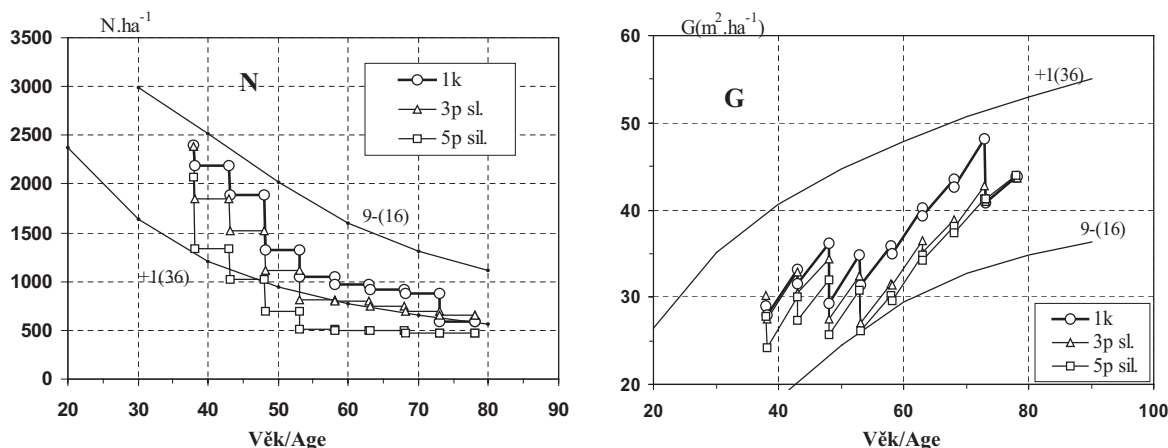 N.ha⁻¹
3500
3000
2500
2000
1500
1000
500
0
N
1k
3p sl.
5p sil.
9-(16)
+1(36)
20 30 40 50 60 70 80 90
Věk/Age
G(m².ha⁻¹)
60
50
40
30
20
G
+1(36)
9-(16)
1k
3p sl.
5p sil.
20 40 60 80 100
Věk/Age